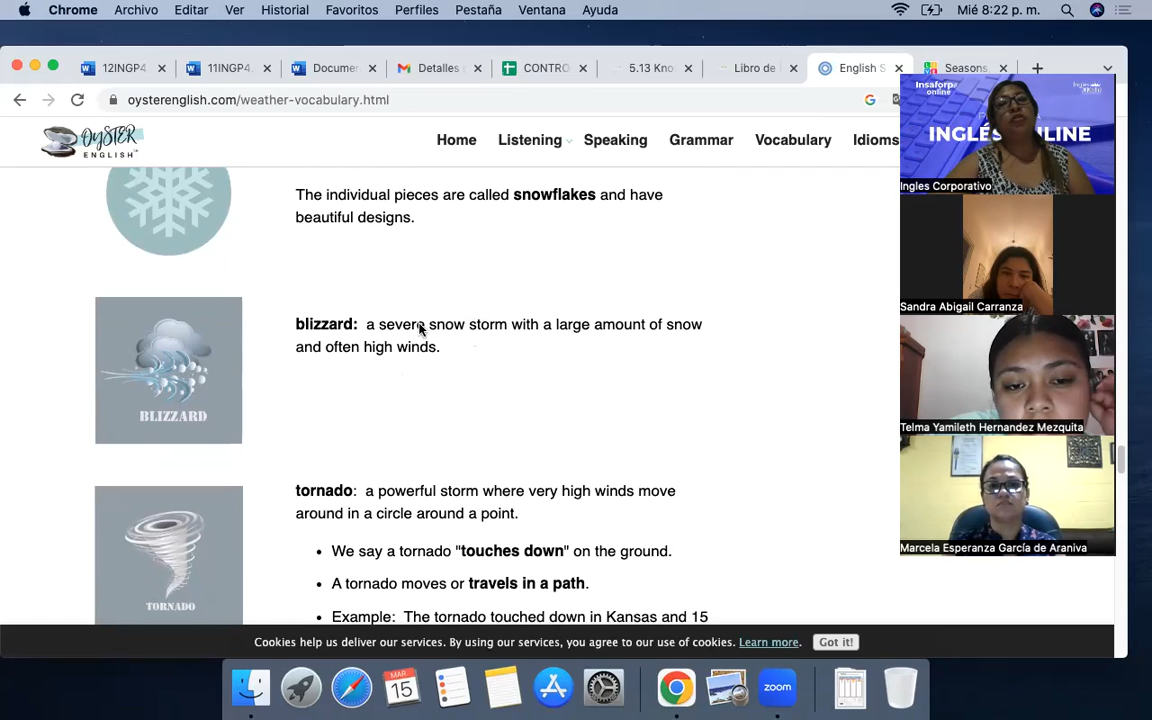 Chrome Archivo Editar Ver Historial Favoritos Perfiles Pestaña Ventana Ayuda Mié 8:22 p. m.
12INGP4 11INGP4. Docume Detalles CONTRO 5.13 Kno Libro de English S Seasons,
oysterenglish.com/weather-vocabulary.html
OYSTER
ENGLISH
Home Listening Speaking Grammar Vocabulary Idioms
The individual pieces are called snowflakes and have
beautiful designs.
BLIZZARD
blizzard: a severe snow storm with a large amount of snow
and often high winds.
TORNADO
tornado: a powerful storm where very high winds move
around in a circle around a point.
• We say a tornado "touches down" on the ground.
• A tornado moves or travels in a path.
• Example: The tornado touched down in Kansas and 15
Cookies help us deliver our services. By using our services, you agree to our use of cookies. Learn more. Got it!
Insaforp
online
INGLÉS ONLINE
Ingles Corporativo
Sandra Abigail Carranza
Telma Yamileth Hernandez Mezquita
Marcela Esperanza García de Araniva
MAR
15
zoom